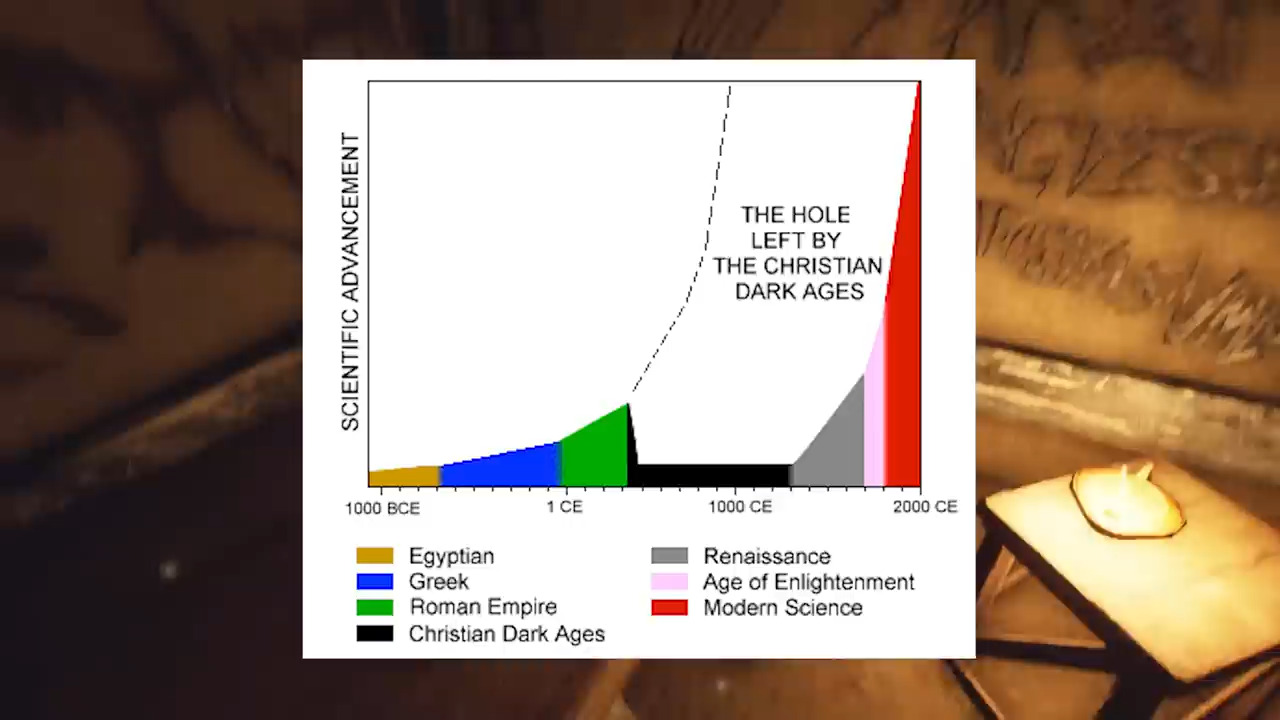 SCIENTIFIC ADVANCEMENT
THE HOLE
LEFT BY
THE CHRISTIAN
DARK AGES
1000 BCE
1 CE
1000 CE
2000 CE
Egyptian
Greek
Roman Empire
Christian Dark Ages
Renaissance
Age of Enlightenment
Modern Science